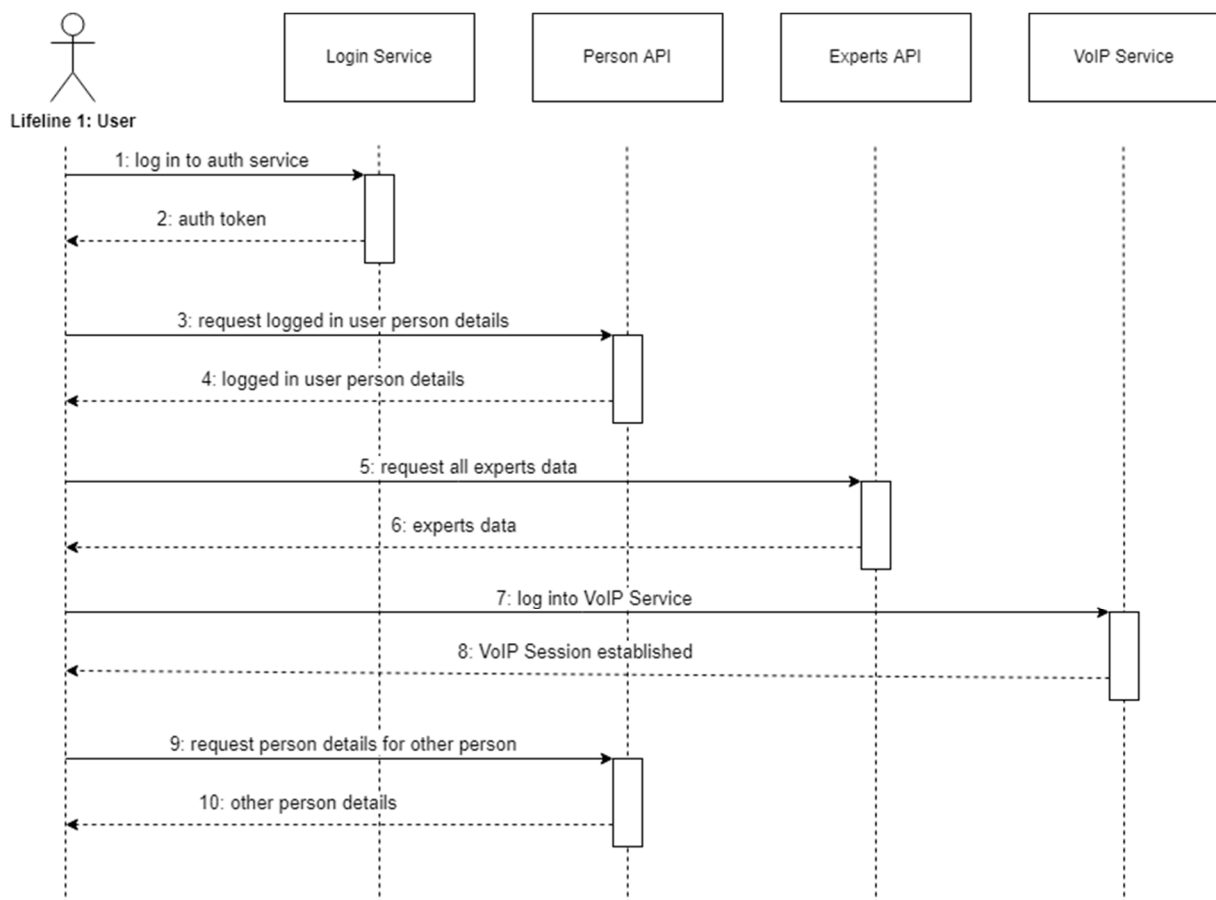 Login Service
Person API
Experts API
VoIP Service
Lifeline 1: User
1: log in to auth service
2: auth token
3: request logged in user person details
4: logged in user person details
5: request all experts data
6: experts data
7: log into VoIP Service
8: VoIP Session established
9: request person details for other person
10: other person details